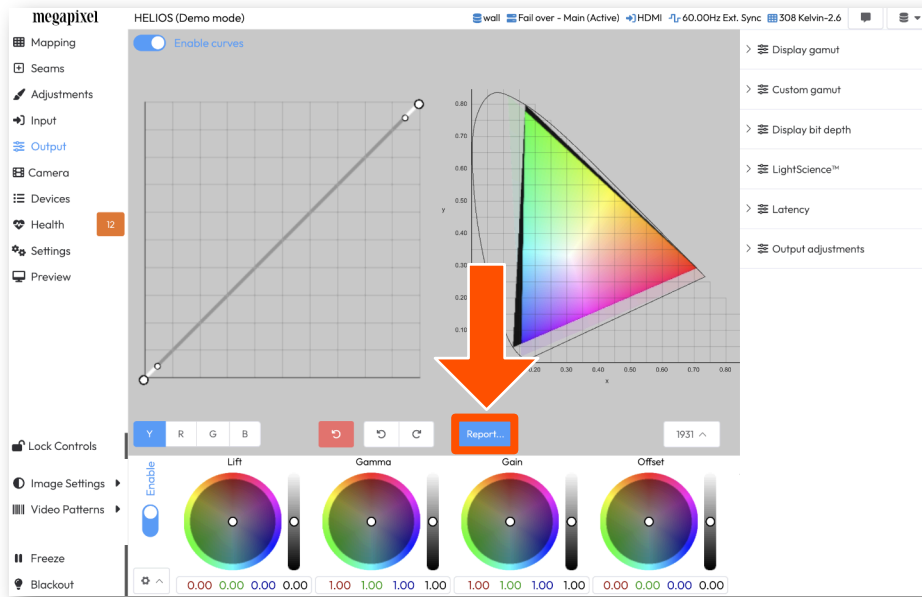 megapixel
HELIOS (Demo mode)
wall Fail over - Main (Active) HDMI 60.00Hz Ext. Sync 308 Kelvin-2.6
Mapping
Seams
Adjustments
Input
Output
Camera
Devices
Health 12
Settings
Preview
Lock Controls
Image Settings
Video Patterns
Freeze
Blackout
Enable curves
0.80
0.70
0.60
0.50
y
0.40
0.30
0.20
0.10
0.20 0.30 0.40 0.50 0.60 0.70 0.80
x
Display gamut
Custom gamut
Display bit depth
LightScience™
Latency
Output adjustments
Y R G B
Report...
1931
Enable
Lift Gamma Gain Offset
0.00 0.00 0.00 0.00 1.00 1.00 1.00 1.00 1.00 1.00 1.00 1.00 0.00 0.00 0.00 0.00